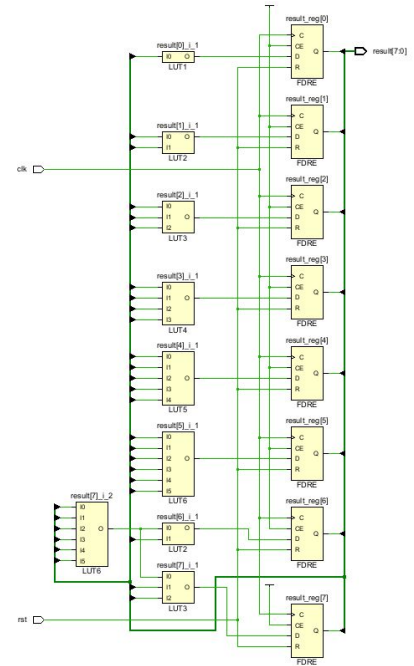 result_reg[0]
result[0]_i_1
C
CE
Q
result[7:0]
I0
O
D
LUT1
R
FDRE
result_reg[1]
result[1]_i_1
C
CE
Q
I0
O
D
I1
R
LUT2
FDRE
clk
result_reg[2]
result[2]_i_1
C
CE
Q
I0
I1
O
D
I2
R
LUT3
FDRE
result_reg[3]
result[3]_i_1
C
CE
Q
I0
I1
O
D
I2
R
I3
LUT4
FDRE
result_reg[4]
result[4]_i_1
C
I0
CE
Q
I1
O
I2
D
I3
R
I4
LUT5
FDRE
result_reg[5]
result[5]_i_1
C
I0
CE
Q
I1
O
I2
D
I3
R
I4
I5
LUT6
FDRE
result[7]_i_2
result_reg[6]
I0
I1
I2
O
I3
I4
I5
LUT6
result[6]_i_1
I0
O
I1
LUT2
C
CE
Q
D
R
FDRE
result[7]_i_1
I0
I1
O
I2
LUT3
result_reg[7]
rst
C
CE
Q
D
R
FDRE